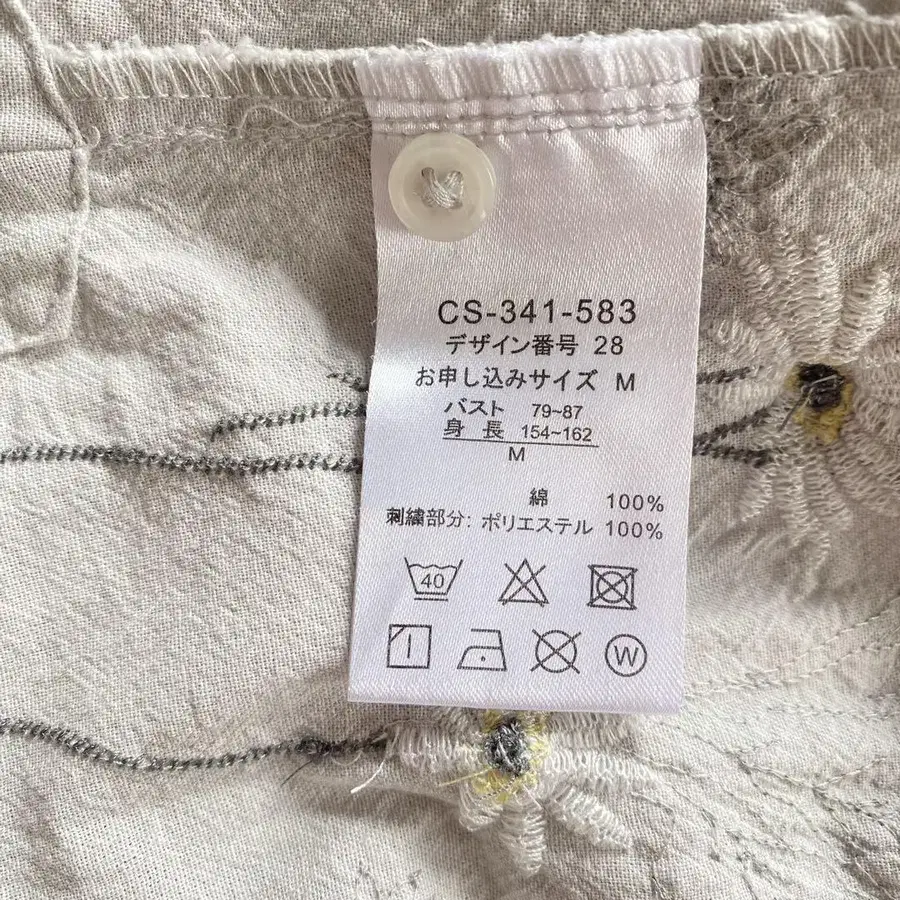 CS-341-583
デザイン番号 28
お申し込みサイズ M
バスト 79~87
身 長 154~162
M
綿 100%
刺繍部分: ポリエステル 100%
40
W